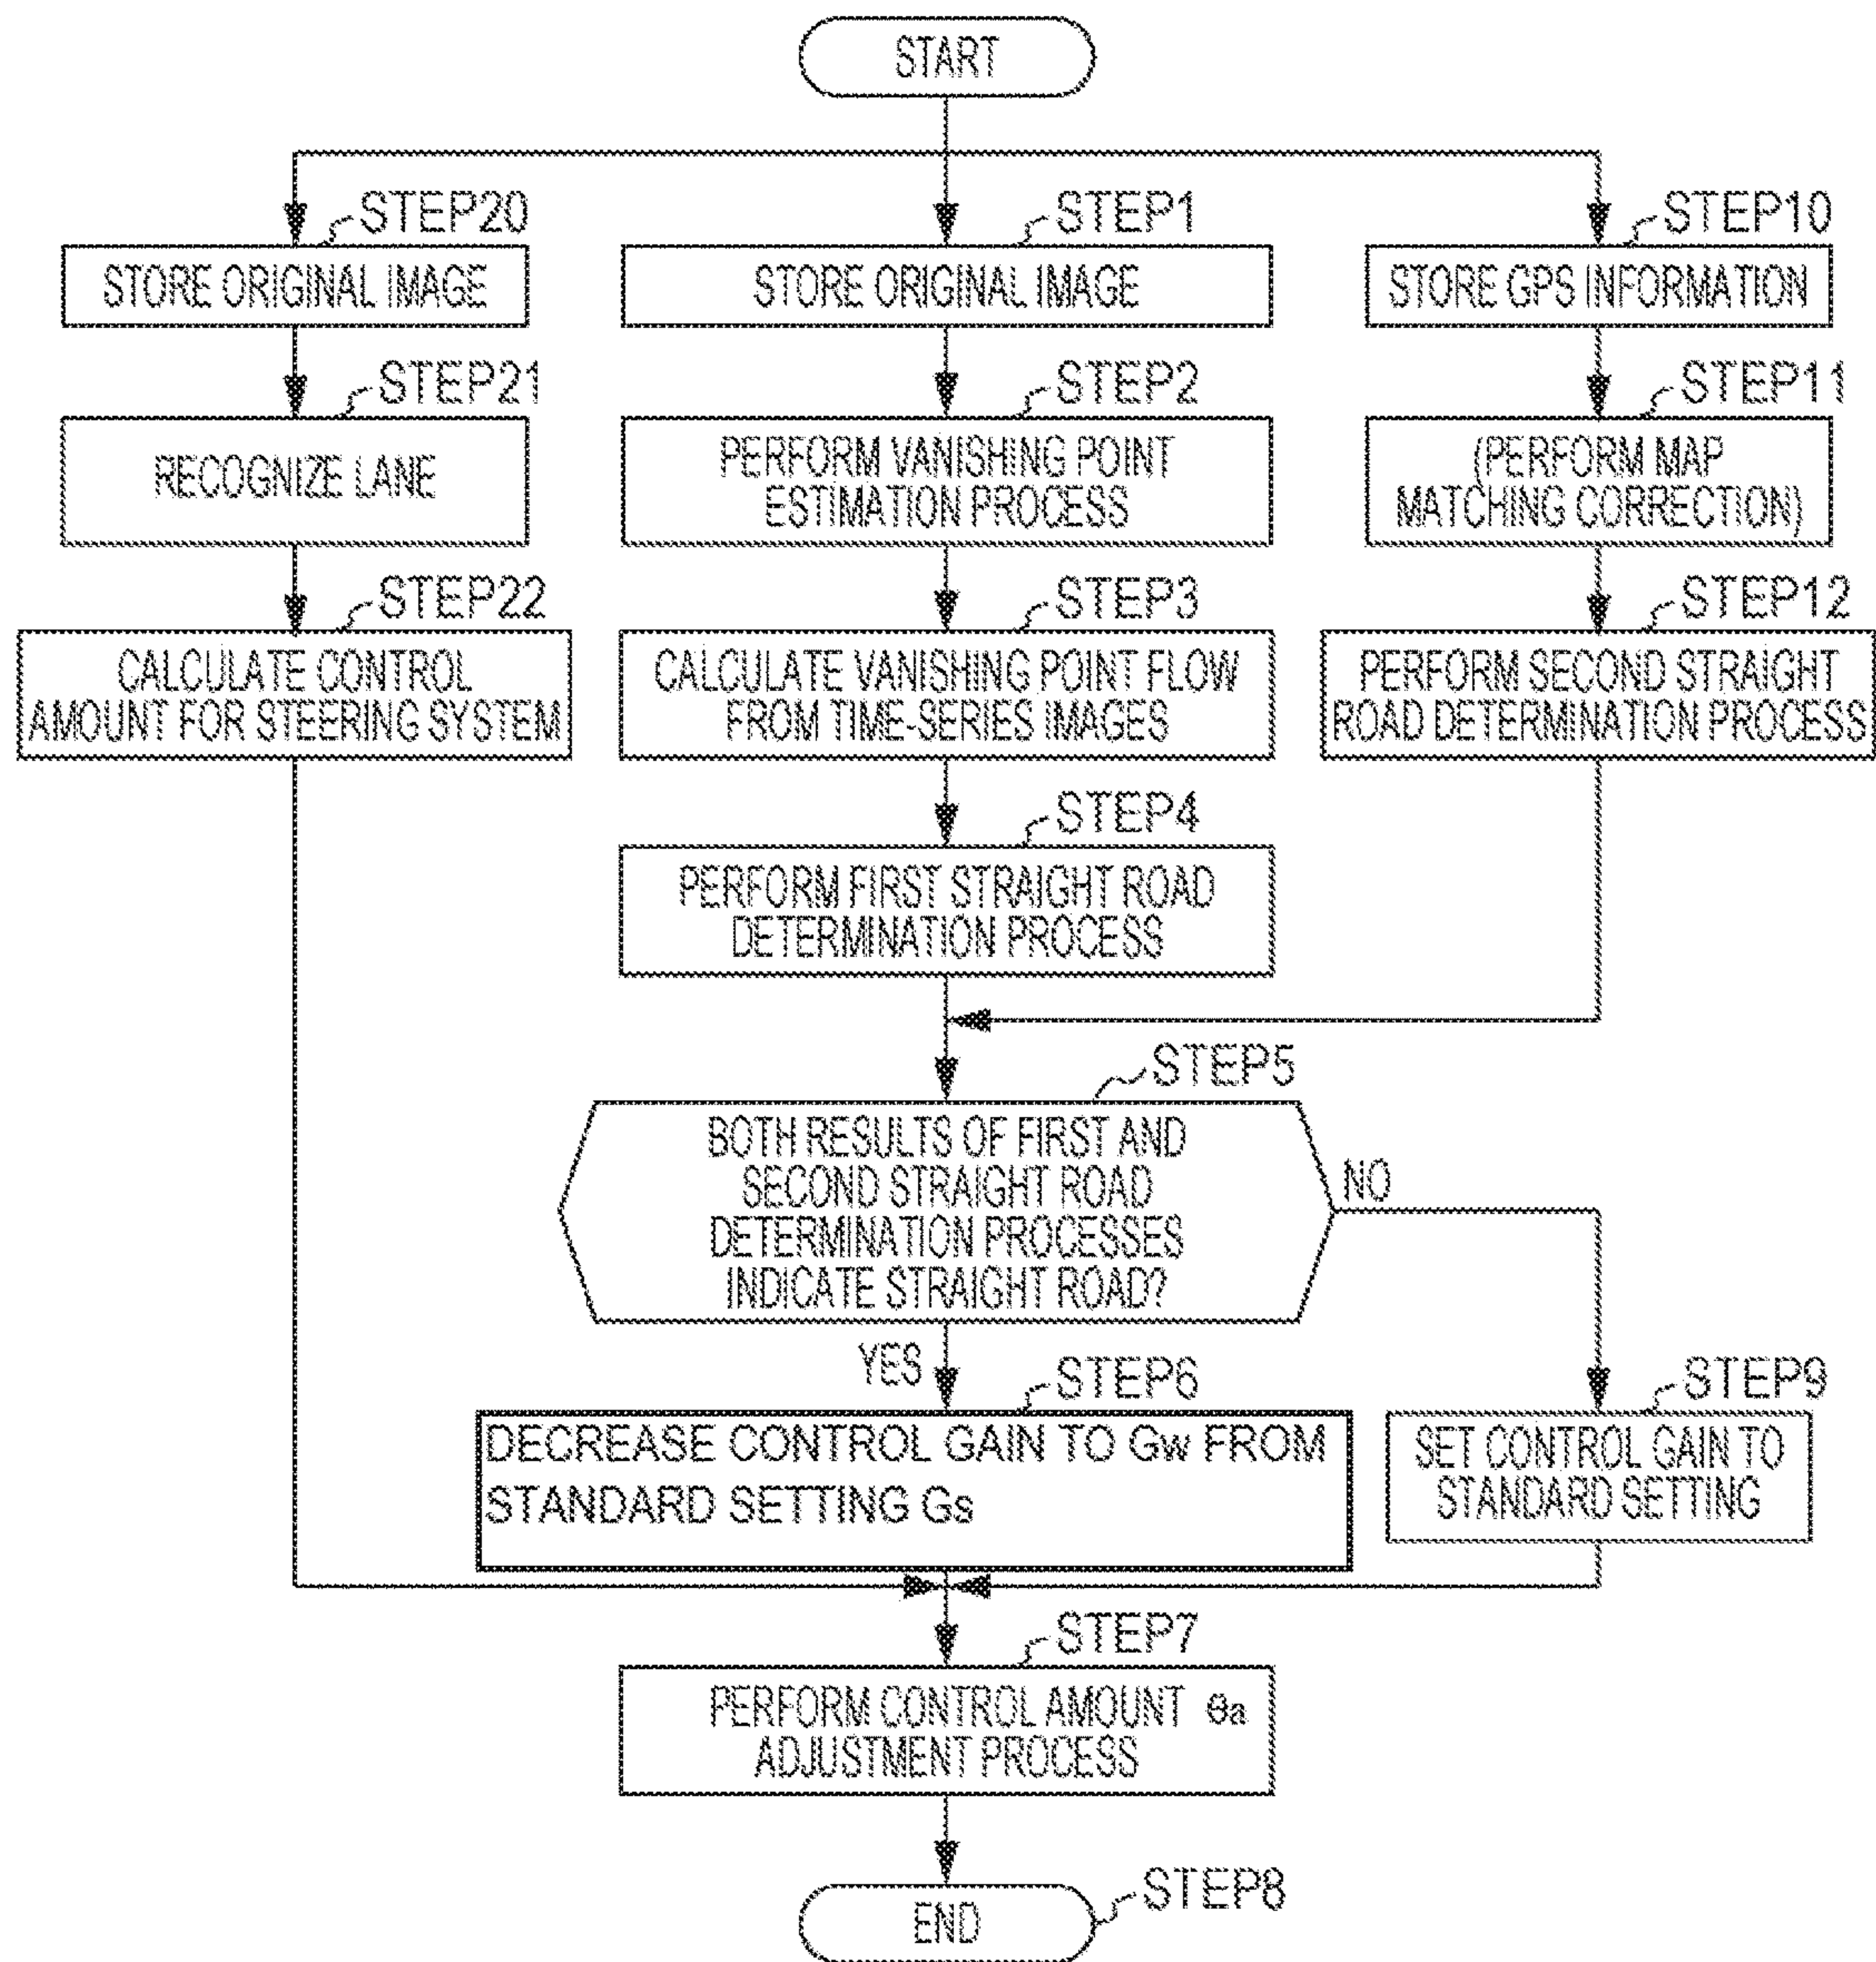 START
STEP20
STORE ORIGINAL IMAGE
STEP1
STORE ORIGINAL IMAGE
STEP10
STORE GPS INFORMATION
STEP21
RECOGNIZE LANE
STEP2
PERFORM VANISHING POINT
ESTIMATION PROCESS
STEP11
(PERFORM MAP
MATCHING CORRECTION)
STEP22
CALCULATE CONTROL
AMOUNT FOR STEERING SYSTEM
STEP3
CALCULATE VANISHING POINT FLOW
FROM TIME-SERIES IMAGES
STEP12
PERFORM SECOND STRAIGHT
ROAD DETERMINATION PROCESS
STEP4
PERFORM FIRST STRAIGHT ROAD
DETERMINATION PROCESS
STEP5
BOTH RESULTS OF FIRST AND
SECOND STRAIGHT ROAD
DETERMINATION PROCESSES
INDICATE STRAIGHT ROAD?
NO
YES
STEP6
DECREASE CONTROL GAIN TO Gw FROM
STANDARD SETTING Gs
STEP9
SET CONTROL GAIN TO
STANDARD SETTING
STEP7
PERFORM CONTROL AMOUNT θa
ADJUSTMENT PROCESS
END
STEP8